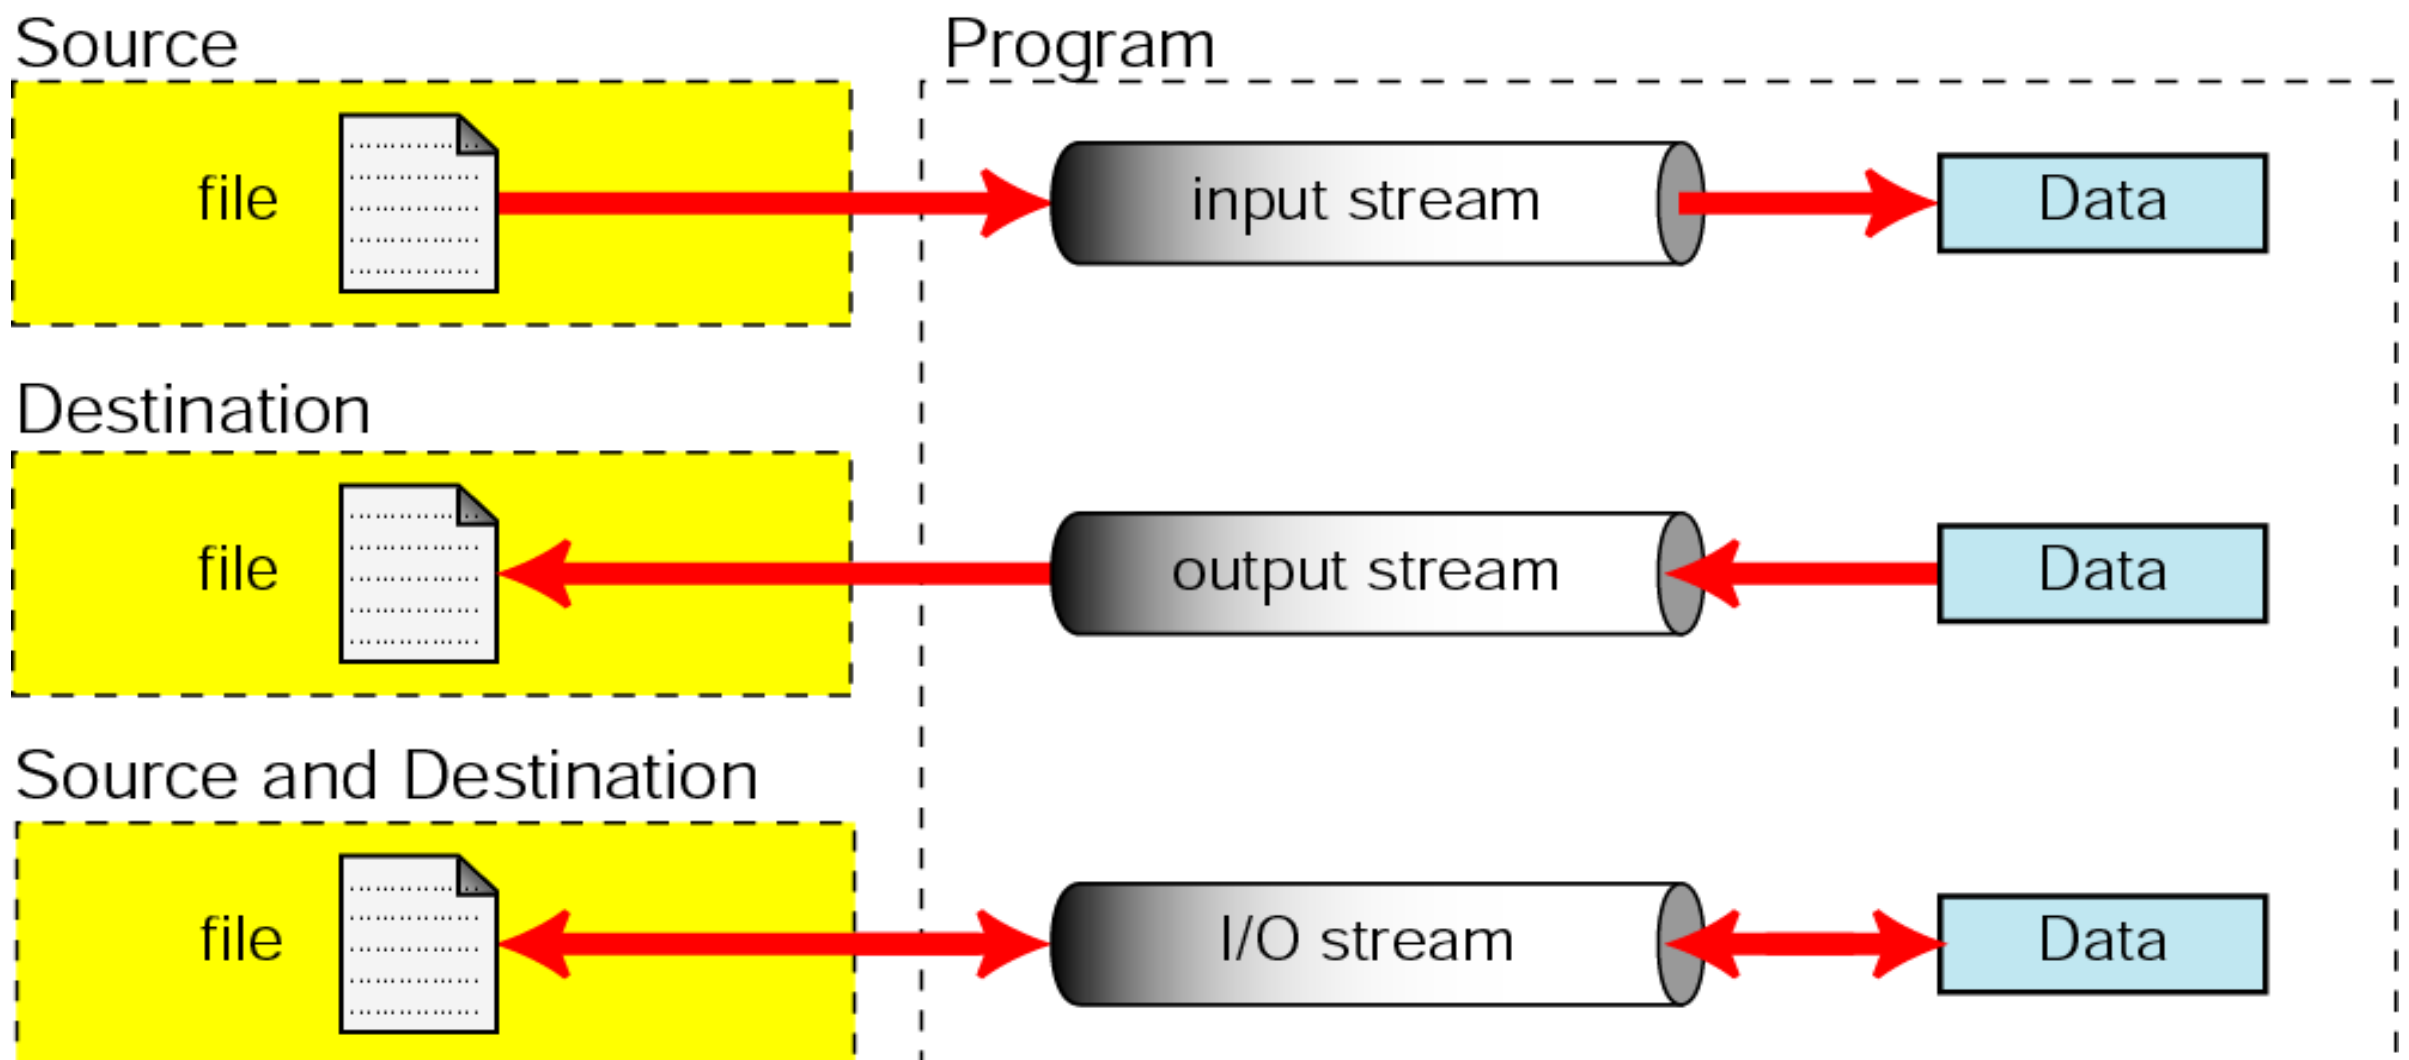 Source
Program
file
input stream
Data
Destination
file
output stream
Data
Source and Destination
file
I/O stream
Data